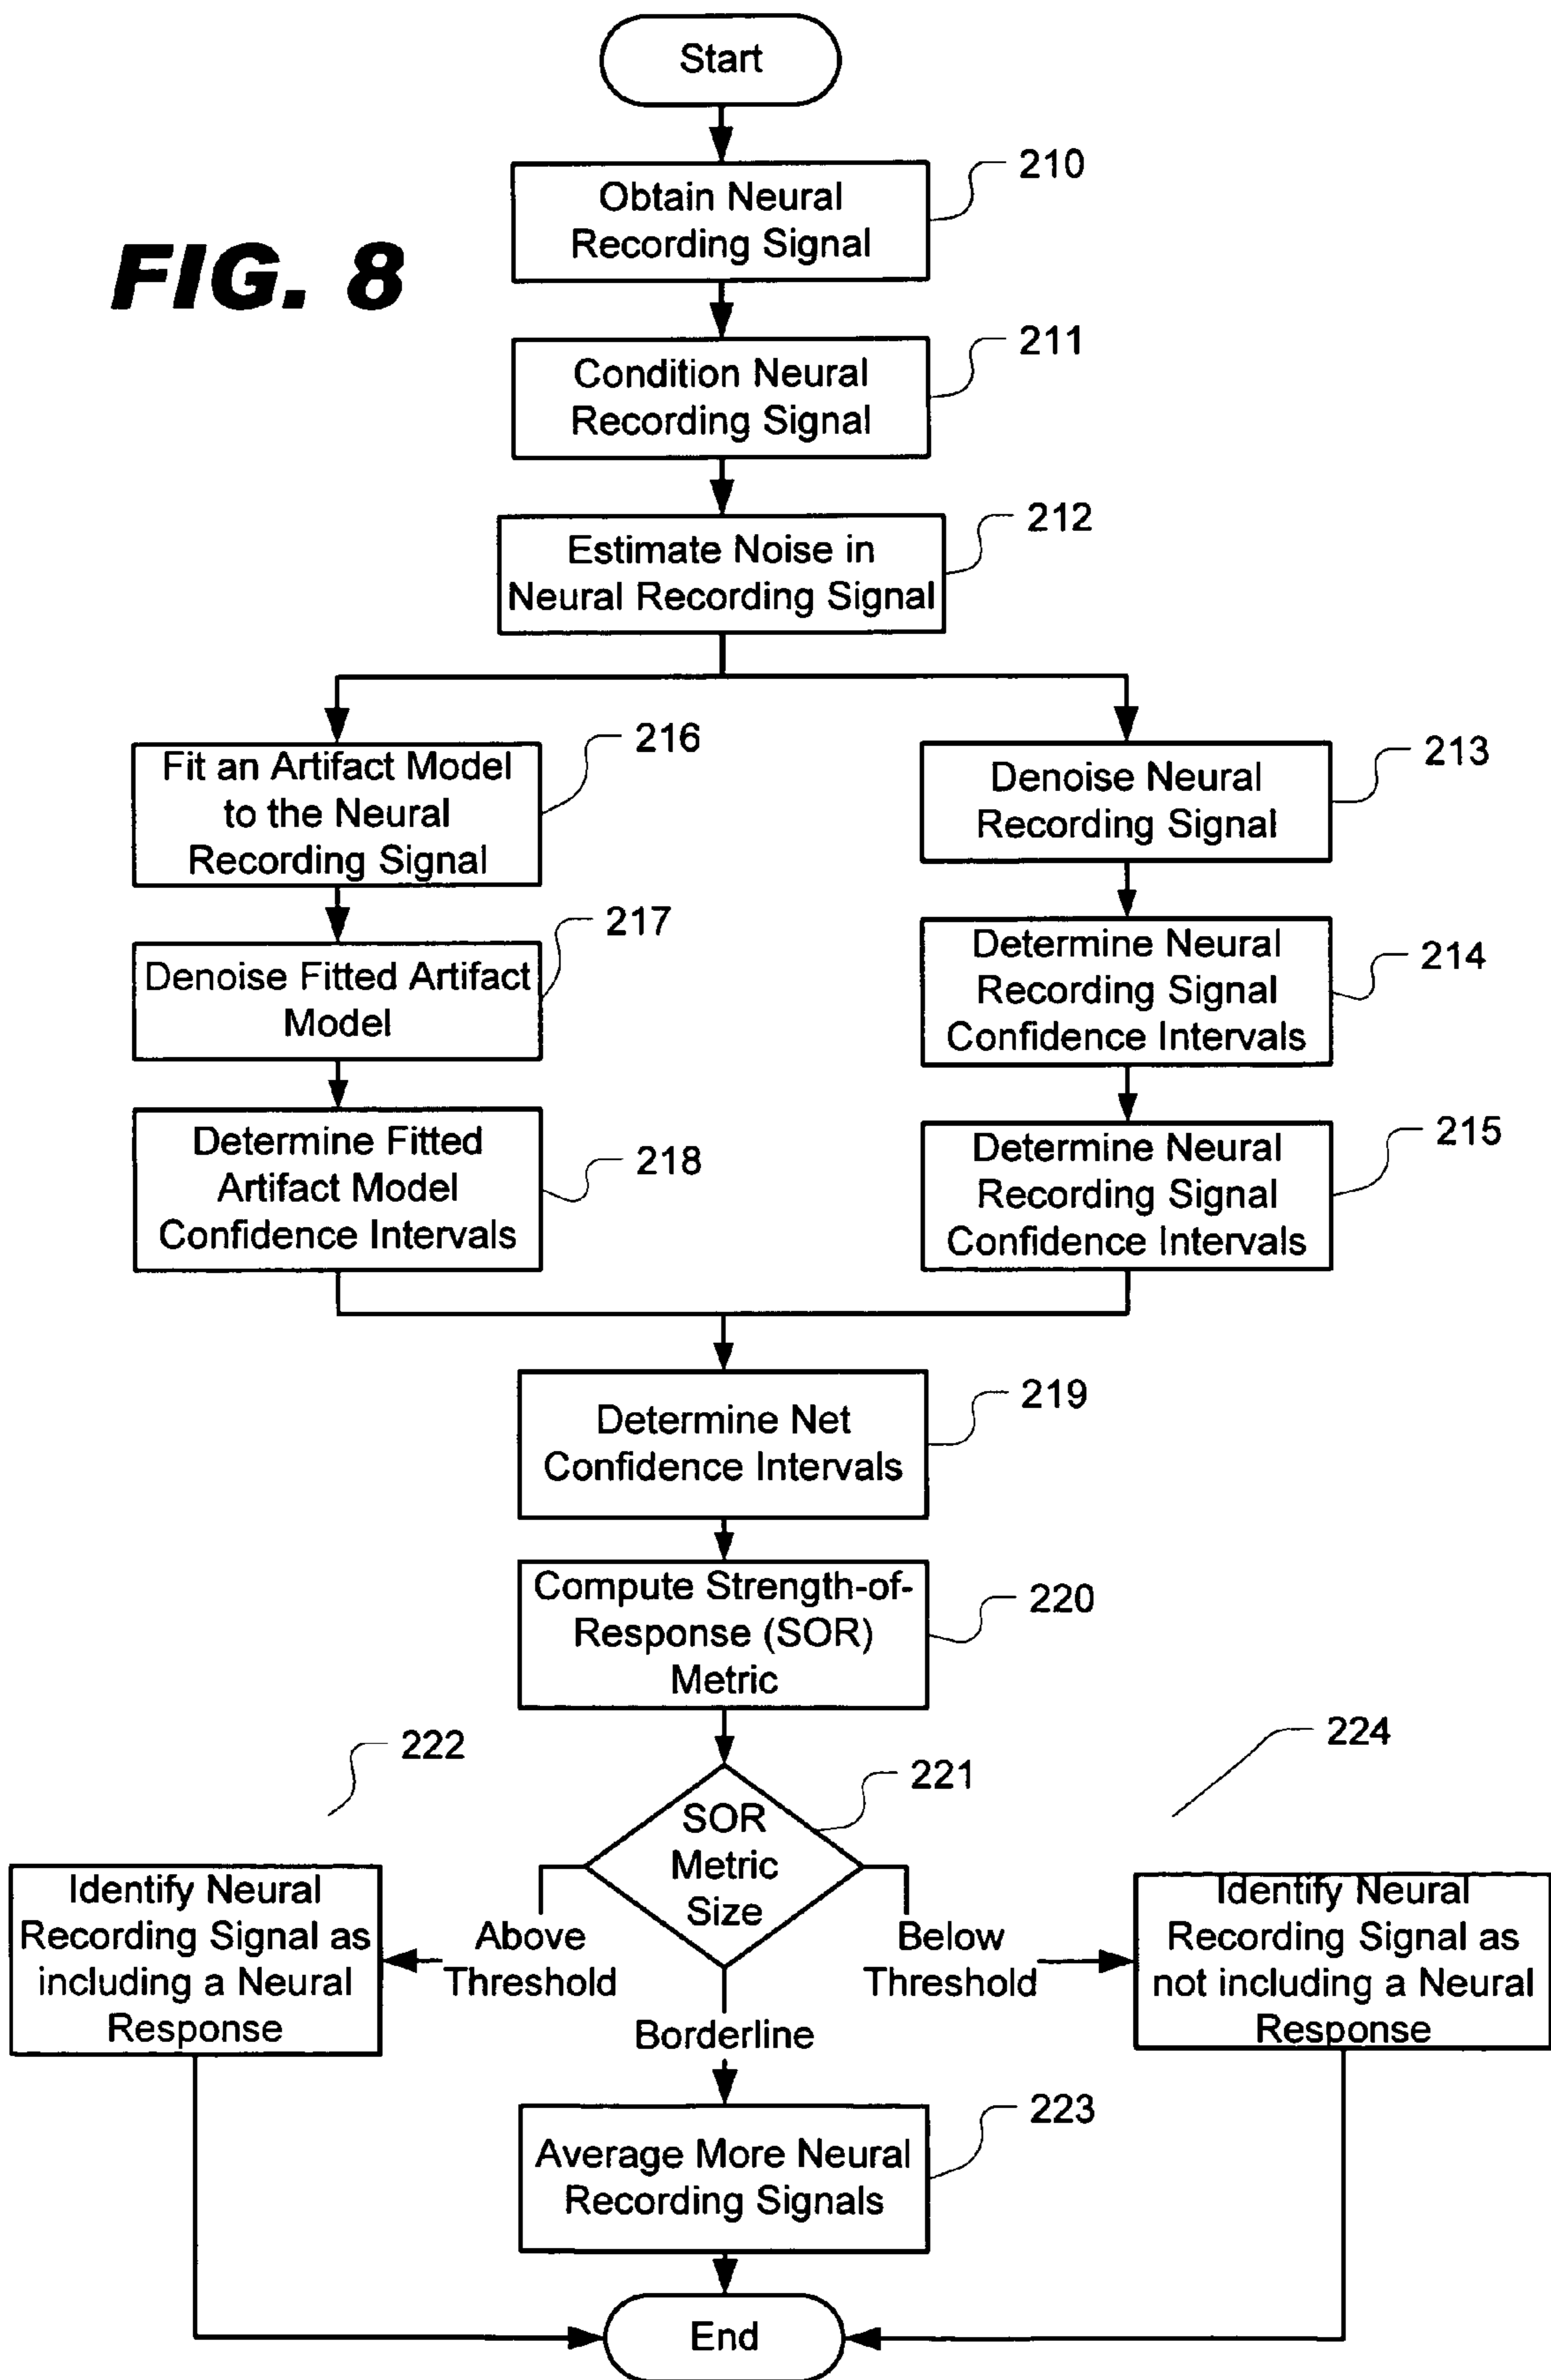 Start
210
Obtain Neural
Recording Signal
FIG. 8
211
Condition Neural
Recording Signal
212
Estimate Noise in
Neural Recording Signal
216
Fit an Artifact Model
to the Neural
Recording Signal
213
Denoise Neural
Recording Signal
217
Denoise Fitted Artifact
Model
214
Determine Neural
Recording Signal
Confidence Intervals
218
Determine Fitted
Artifact Model
Confidence Intervals
215
Determine Neural
Recording Signal
Confidence Intervals
219
Determine Net
Confidence Intervals
220
Compute Strength-of-
Response (SOR)
Metric
222
224
221
SOR
Metric
Size
Identify Neural
Recording Signal as
including a Neural
Response
Above
Threshold
Below
Threshold
Identify Neural
Recording Signal as
not including a Neural
Response
Borderline
223
Average More Neural
Recording Signals
End